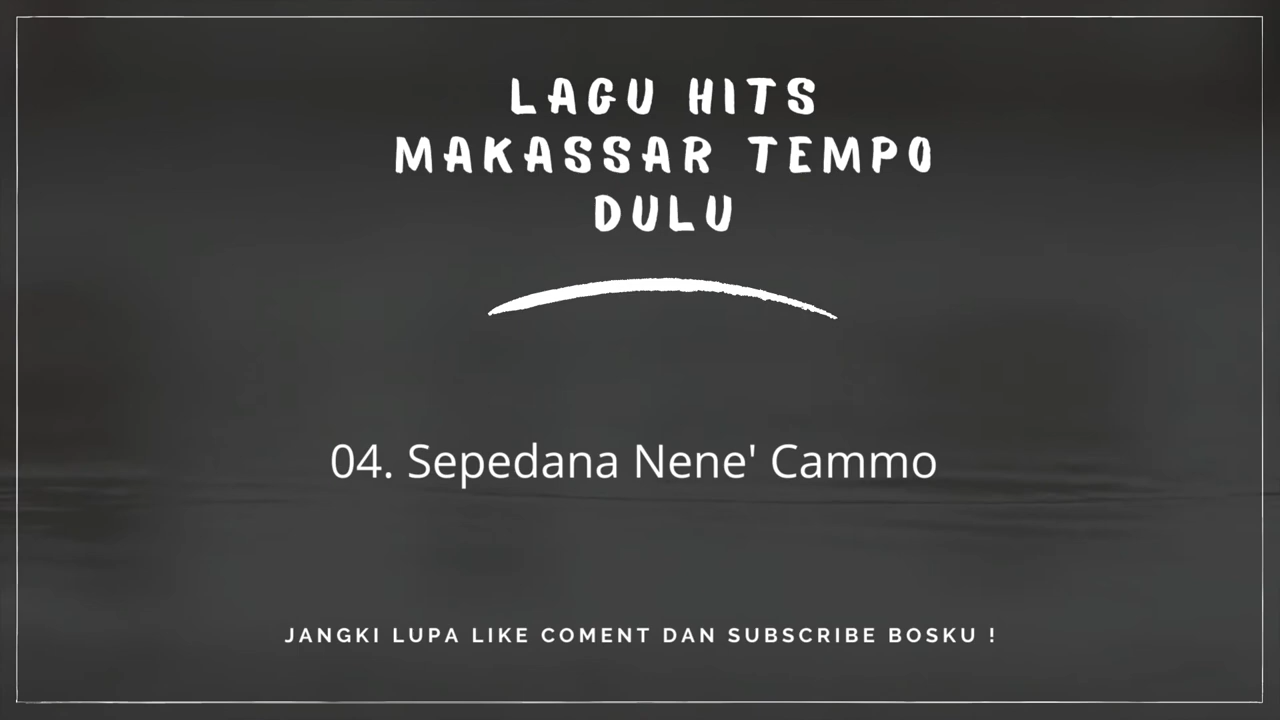 LAGU HITS
MAKASSAR TEMPO
DULU
04. Sepedana Nene' Cammo
JANGKI LUPA LIKE COMENT DAN SUBSCRIBE BOSKU !